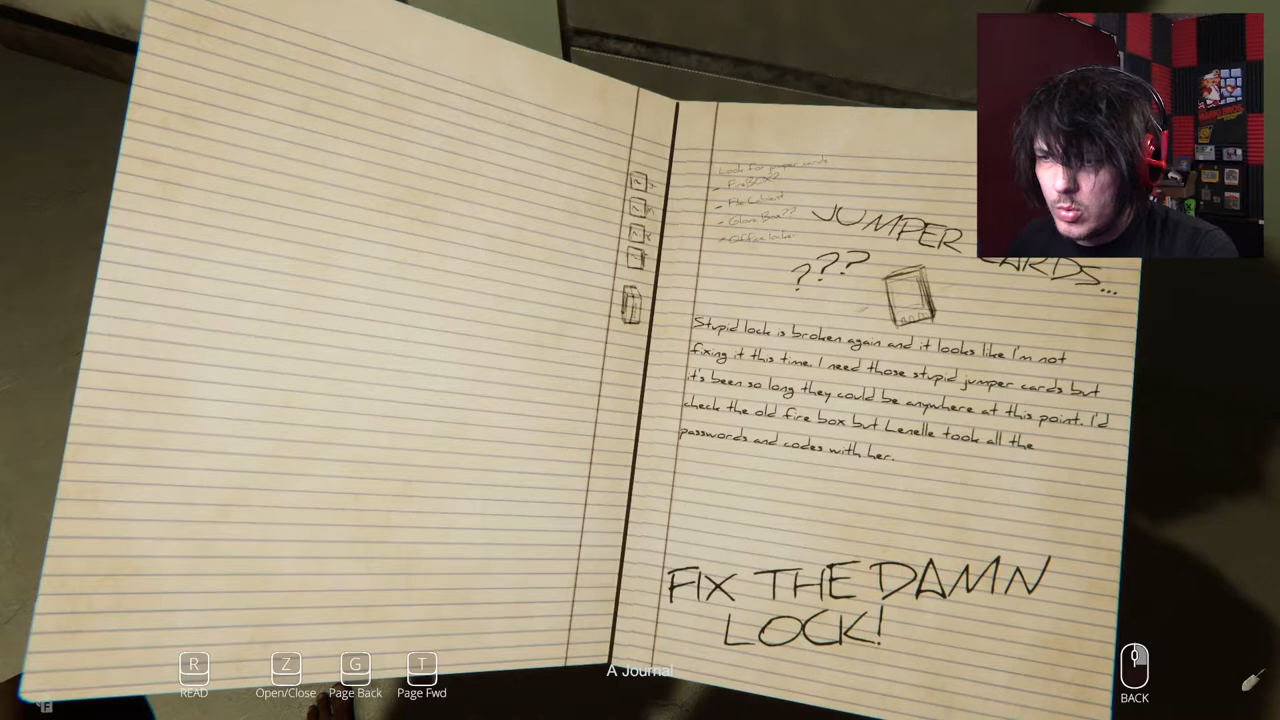 Look for jumper cards
- FireBOX?
- File Cabinet
- Glove Box??
- Office locker
JUMPER CARDS...
???
Stupid lock is broken again and it looks like I'm not
fixing it this time. I need those stupid jumper cards but
it's been so long they could be anywhere at this point. I'd
check the old fire box but Lenelle took all the
passwords and codes with her.
FIX THE DAMN
LOCK!
A Journal
R Z G T
READ Open/Close Page Back Page Fwd
BACK
F